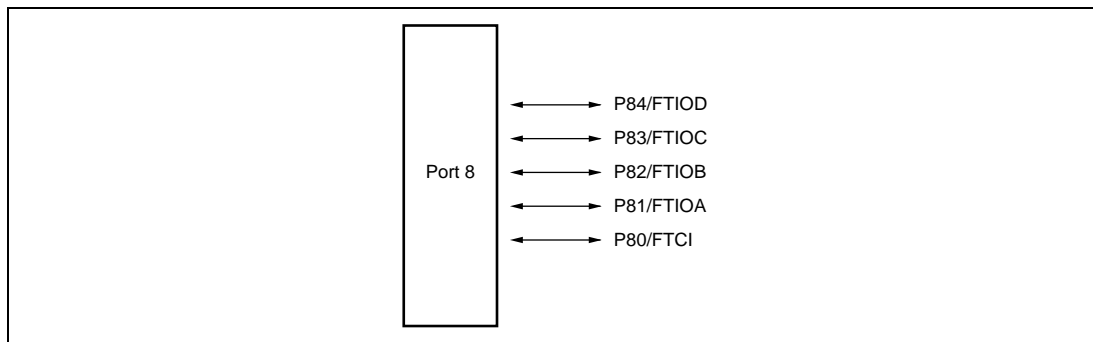 Port 8
P84/FTIOD
P83/FTIOC
P82/FTIOB
P81/FTIOA
P80/FTCI